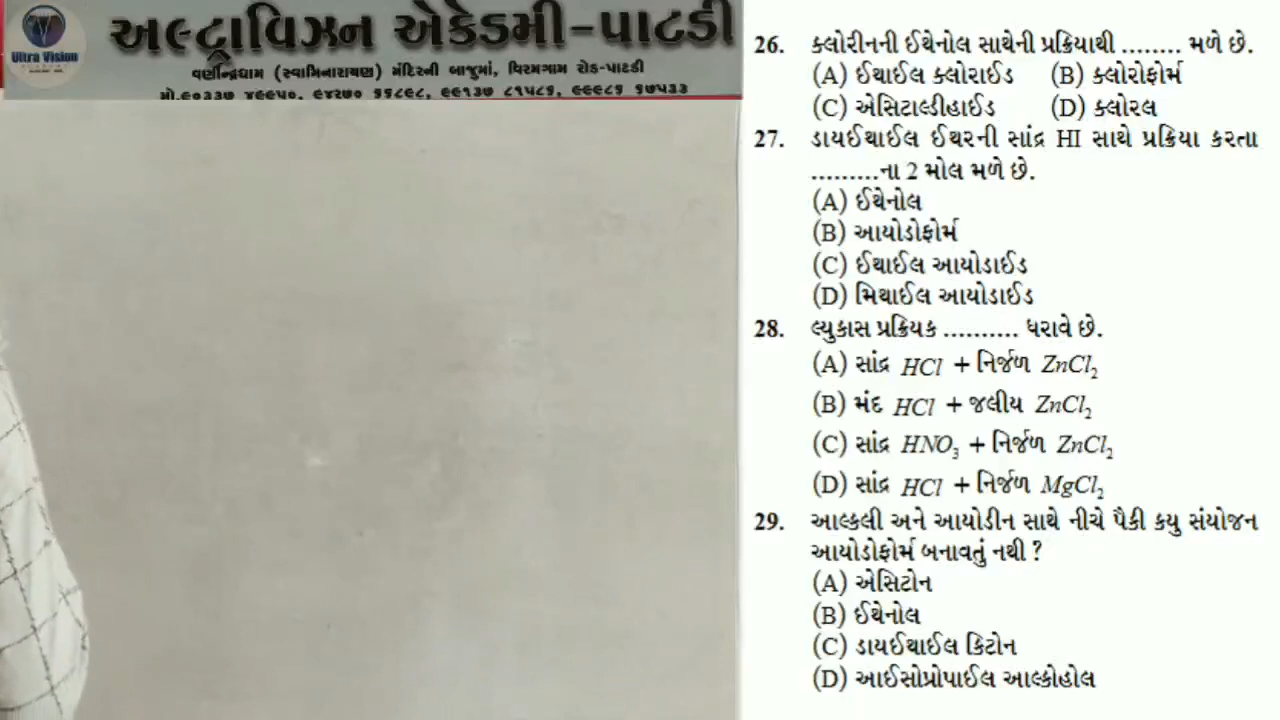 Ultra Vision
અલ્ટ્રાવિઝન એકેડમી-પાટડી
વર્ણીન્દ્રધામ (સ્વામિનારાયણ) મંદિરની બાજુમાં, વિરમગામ રોડ-પાટડી
26. ક્લોરીનની ઈથેનોલ સાથેની પ્રક્રિયાથી ........ મળે છે.
(A) ઈથાઈલ ક્લોરાઈડ (B) ક્લોરોફોર્મ
(C) એસિટાલ્ડીહાઈડ (D) ક્લોરલ
27. ડાયઈથાઈલ ઈથરની સાંદ્ર HI સાથે પ્રક્રિયા કરતા
.........ના 2 મોલ મળે છે.
(A) ઈથેનોલ
(B) આયોડોફોર્મ
(C) ઈથાઈલ આયોડાઈડ
(D) મિથાઈલ આયોડાઈડ
28. લ્યુકાસ પ્રક્રિયક .......... ધરાવે છે.
(A) સાંદ્ર HCl + નિર્જળ ZnCl₂
(B) મંદ HCl + જલીય ZnCl₂
(C) સાંદ્ર HNO₃ + નિર્જળ ZnCl₂
(D) સાંદ્ર HCl + નિર્જળ MgCl₂
29. આલ્કલી અને આયોડીન સાથે નીચે પૈકી કયુ સંયોજન
આયોડોફોર્મ બનાવતું નથી ?
(A) એસિટોન
(B) ઈથેનોલ
(C) ડાયઈથાઈલ કિટોન
(D) આઈસોપ્રોપાઈલ આલ્કોહોલ